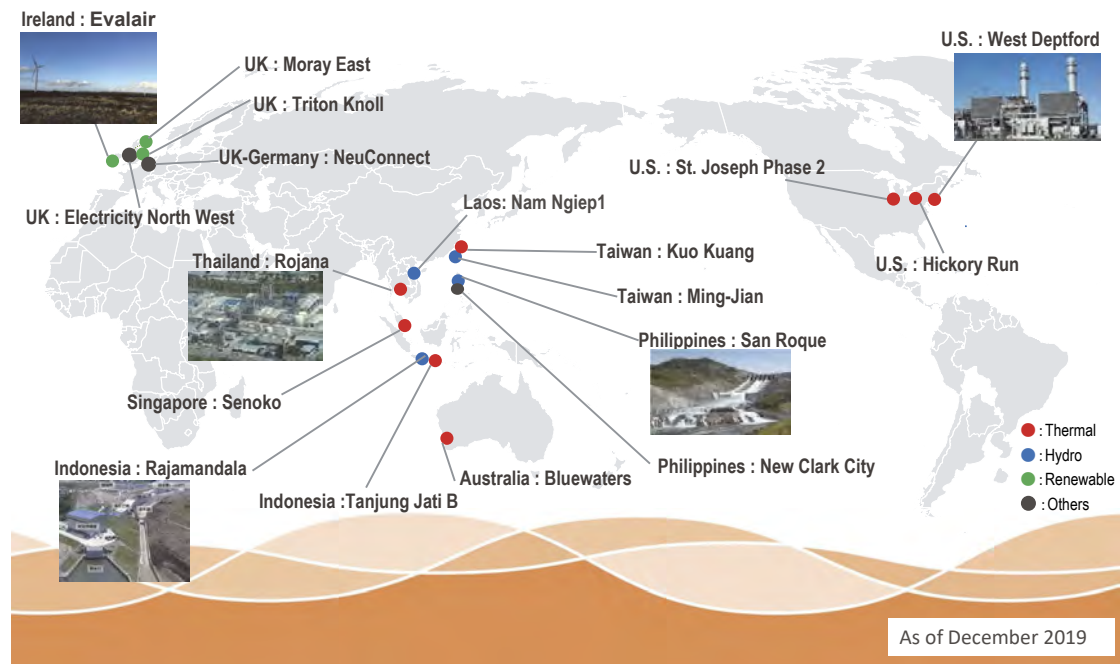 Ireland : Evalair
U.S. : West Deptford
UK : Moray East
UK : Triton Knoll
UK-Germany : NeuConnect
U.S.: St. Joseph Phase 2
Laos: Nam Ngiep1
UK : Electricity North West
Taiwan : Kuo Kuang
Thailand : Rojana
U.S. : Hickory Run
Taiwan : Ming-Jian
Philippines : San Roque
Singapore : Senoko
: Thermal
: Hydro
: Renewable
: Others
Indonesia : Rajamandala
Philippines : New Clark City
Australia : Bluewaters
Indonesia :Tanjung Jati B
As of December 2019